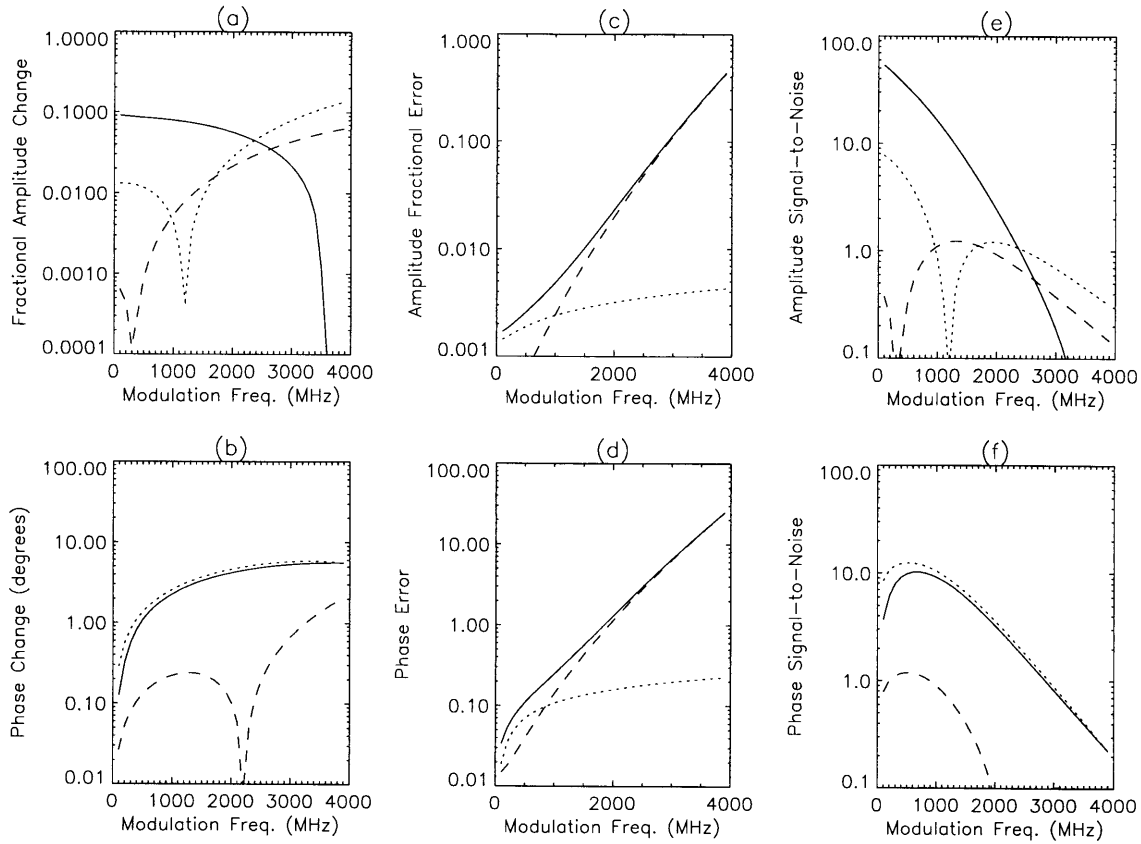 (a)
Fractional Amplitude Change
1.0000
0.1000
0.0100
0.0010
0.0001
0 1000 2000 3000 4000
Modulation Freq. (MHz)
(c)
Amplitude Fractional Error
1.000
0.100
0.010
0.001
0 2000 4000
Modulation Freq. (MHz)
(e)
Amplitude Signal-to-Noise
100.0
10.0
1.0
0.1
0 1000 2000 3000 4000
Modulation Freq. (MHz)
(b)
Phase Change (degrees)
100.00
10.00
1.00
0.10
0.01
0 1000 2000 3000 4000
Modulation Freq. (MHz)
(d)
Phase Error
100.00
10.00
1.00
0.10
0.01
0 2000 4000
Modulation Freq. (MHz)
(f)
Phase Signal-to-Noise
100.0
10.0
1.0
0.1
0 1000 2000 3000 4000
Modulation Freq. (MHz)